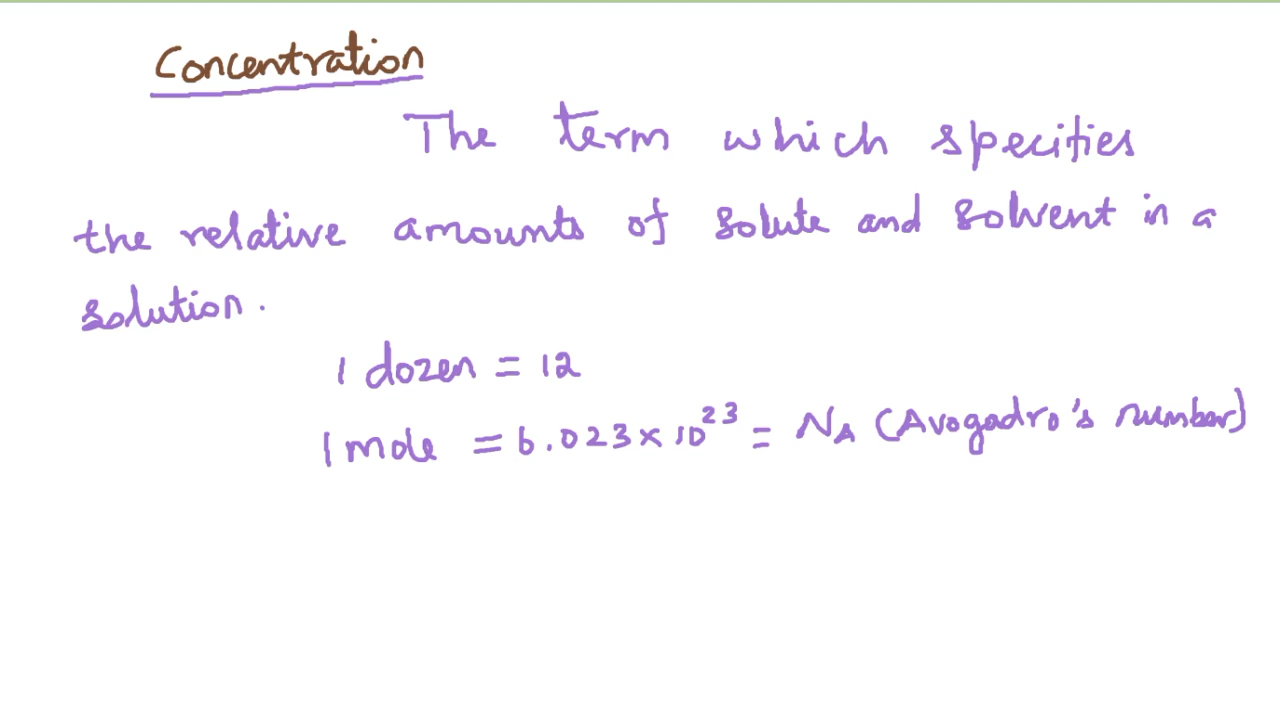 Concentration
The term which specifies
the relative amounts of solute and solvent in a
solution.
1 dozen = 12
1 mole = 6.023 × 10²³ = N_A (Avogadro's number)